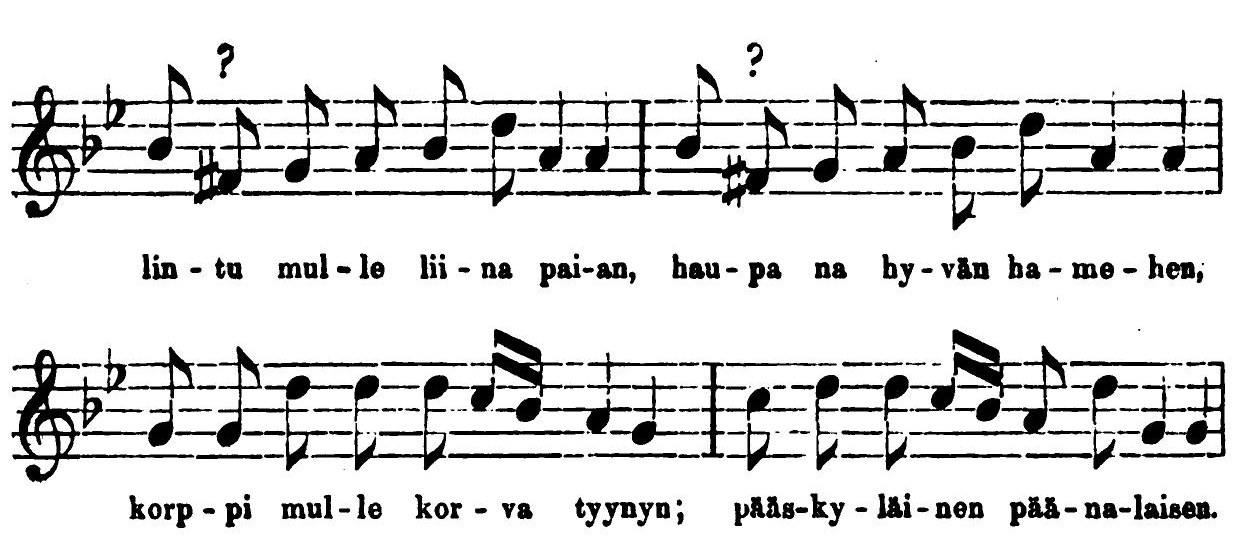 ? ?
lin - tu mul - le lii - na pai-an, hau - pa na hy - vän ha - me - hen,
korp - pi mul - le kor - va tyynyn; pääs-ky - läi - nen pää - na-laisen.